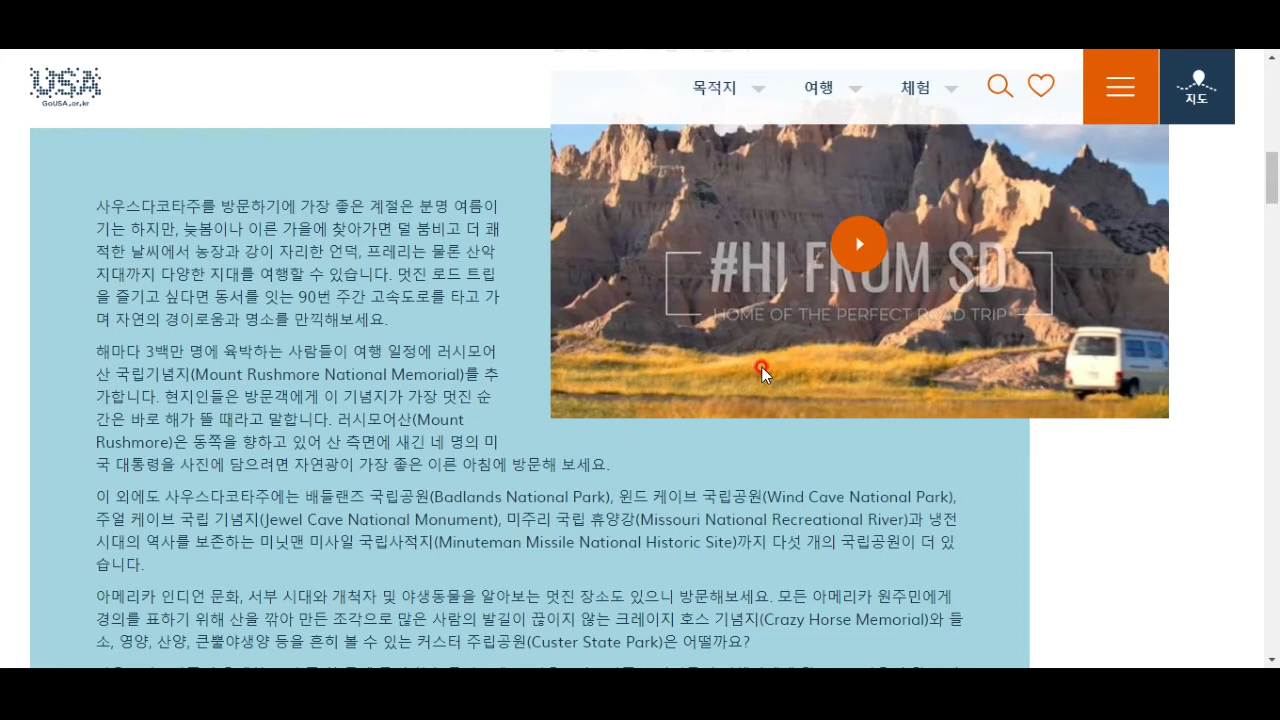 USA
GoUSA.or.kr
목적지
여행
체험
지도
#HI FROM SD
HOME OF THE PERFECT ROAD TRIP
사우스다코타주를 방문하기에 가장 좋은 계절은 분명 여름이
기는 하지만, 늦봄이나 이른 가을에 찾아가면 덜 붐비고 더 쾌
적한 날씨에서 농장과 강이 자리한 언덕, 프레리는 물론 산악
지대까지 다양한 지대를 여행할 수 있습니다. 멋진 로드 트립
을 즐기고 싶다면 동서를 잇는 90번 주간 고속도로를 타고 가
며 자연의 경이로움과 명소를 만끽해보세요.
해마다 3백만 명에 육박하는 사람들이 여행 일정에 러시모어
산 국립기념지(Mount Rushmore National Memorial)를 추
가합니다. 현지인들은 방문객에게 이 기념지가 가장 멋진 순
간은 바로 해가 뜰 때라고 말합니다. 러시모어산(Mount
Rushmore)은 동쪽을 향하고 있어 산 측면에 새긴 네 명의 미
국 대통령을 사진에 담으려면 자연광이 가장 좋은 이른 아침에 방문해 보세요.
이 외에도 사우스다코타주에는 배들랜즈 국립공원(Badlands National Park), 윈드 케이브 국립공원(Wind Cave National Park),
주얼 케이브 국립 기념지(Jewel Cave National Monument), 미주리 국립 휴양강(Missouri National Recreational River)과 냉전
시대의 역사를 보존하는 미닛맨 미사일 국립사적지(Minuteman Missile National Historic Site)까지 다섯 개의 국립공원이 더 있
습니다.
아메리카 인디언 문화, 서부 시대와 개척자 및 야생동물을 알아보는 멋진 장소도 있으니 방문해보세요. 모든 아메리카 원주민에게
경의를 표하기 위해 산을 깎아 만든 조각으로 많은 사람의 발길이 끊이지 않는 크레이지 호스 기념지(Crazy Horse Memorial)와 들
소, 영양, 산양, 큰뿔야생양 등을 흔히 볼 수 있는 커스터 주립공원(Custer State Park)은 어떨까요?